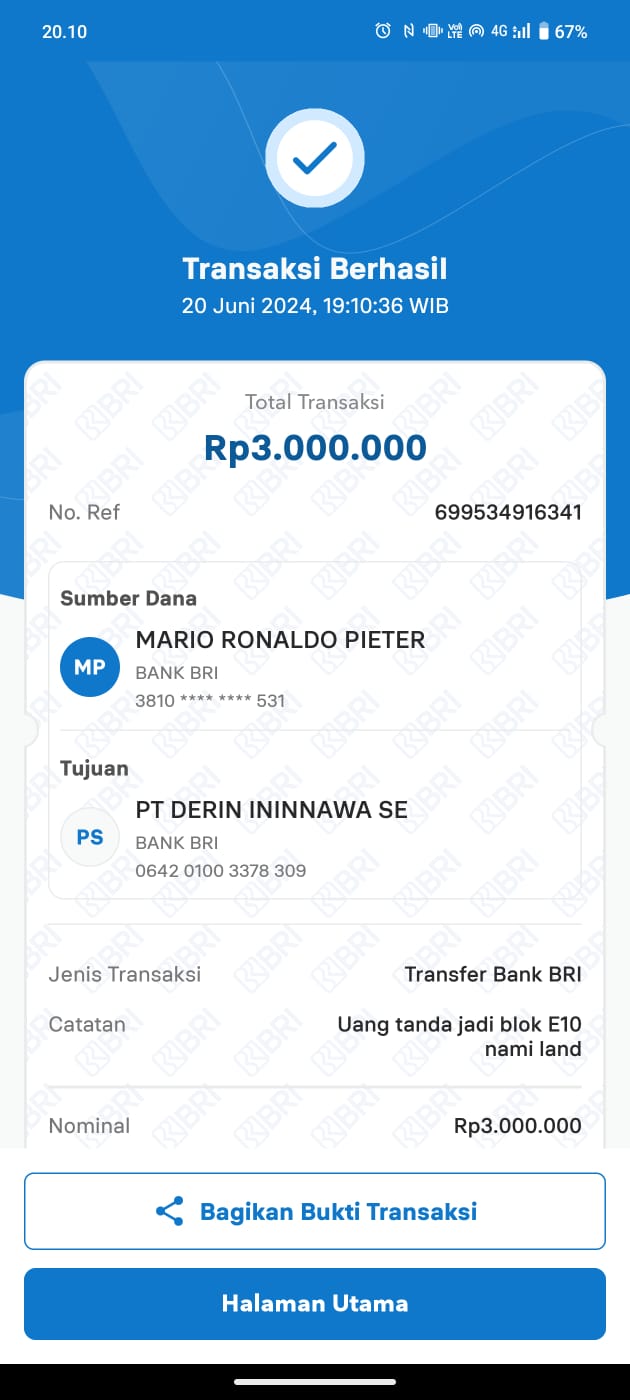 20.10
Vo)) LTE 4G 67%
Transaksi Berhasil
20 Juni 2024, 19:10:36 WIB
Total Transaksi
Rp3.000.000
No. Ref 699534916341
Sumber Dana
MP
MARIO RONALDO PIETER
BANK BRI
3810 **** **** 531
Tujuan
PS
PT DERIN ININNAWA SE
BANK BRI
0642 0100 3378 309
Jenis Transaksi Transfer Bank BRI
Catatan Uang tanda jadi blok E10
nami land
Nominal Rp3.000.000
Bagikan Bukti Transaksi
Halaman Utama